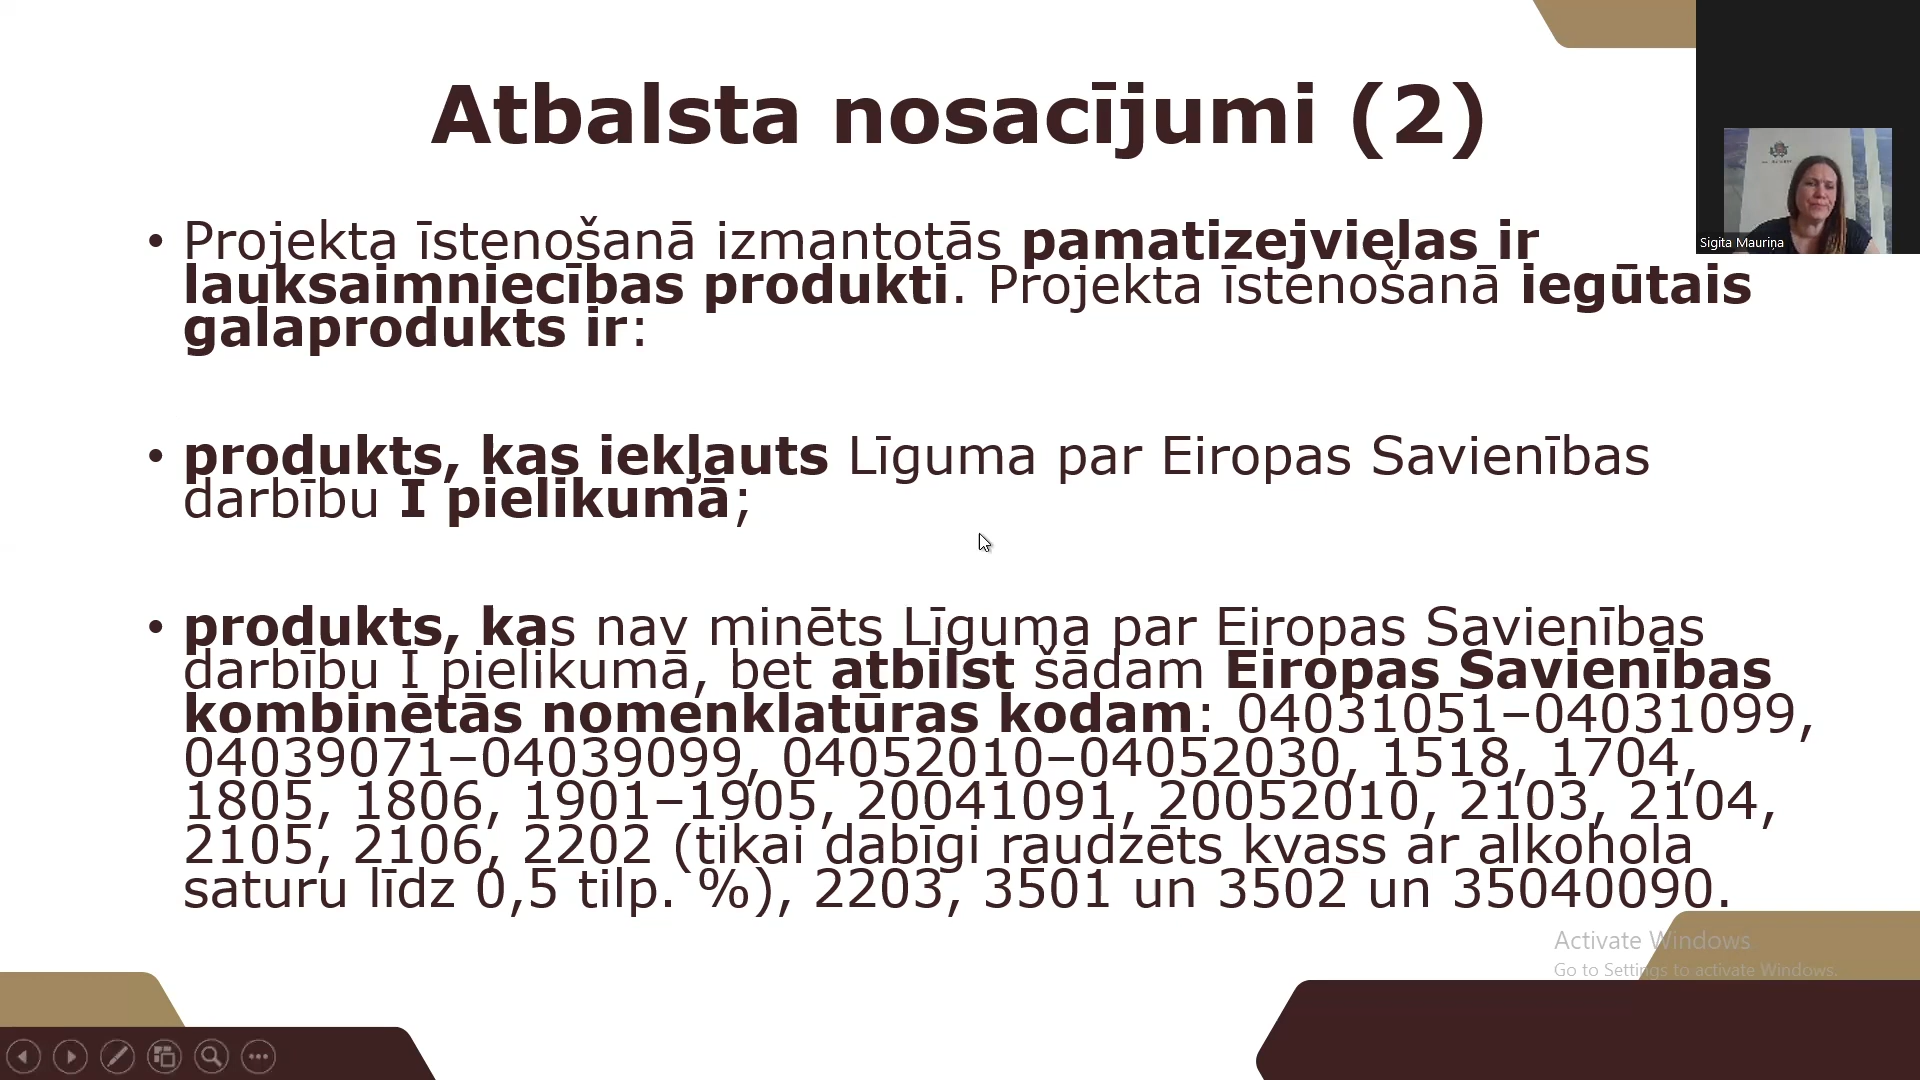 Atbalsta nosacījumi (2)
Sigita Mauriņa
• Projekta īstenošanā izmantotās pamatizejvielas ir
lauksaimniecības produkti. Projekta īstenošanā iegūtais
galaprodukts ir:
• produkts, kas iekļauts Līguma par Eiropas Savienības
darbību I pielikumā;
• produkts, kas nav minēts Līguma par Eiropas Savienības
darbību I pielikumā, bet atbilst šādam Eiropas Savienības
kombinētās nomenklatūras kodam: 04031051–04031099,
04039071–04039099, 04052010–04052030, 1518, 1704,
1805, 1806, 1901–1905, 20041091, 20052010, 2103, 2104,
2105, 2106, 2202 (tikai dabīgi raudzēts kvass ar alkohola
saturu līdz 0,5 tilp. %), 2203, 3501 un 3502 un 35040090.
Activate Windows
Go to Settings to activate Windows.